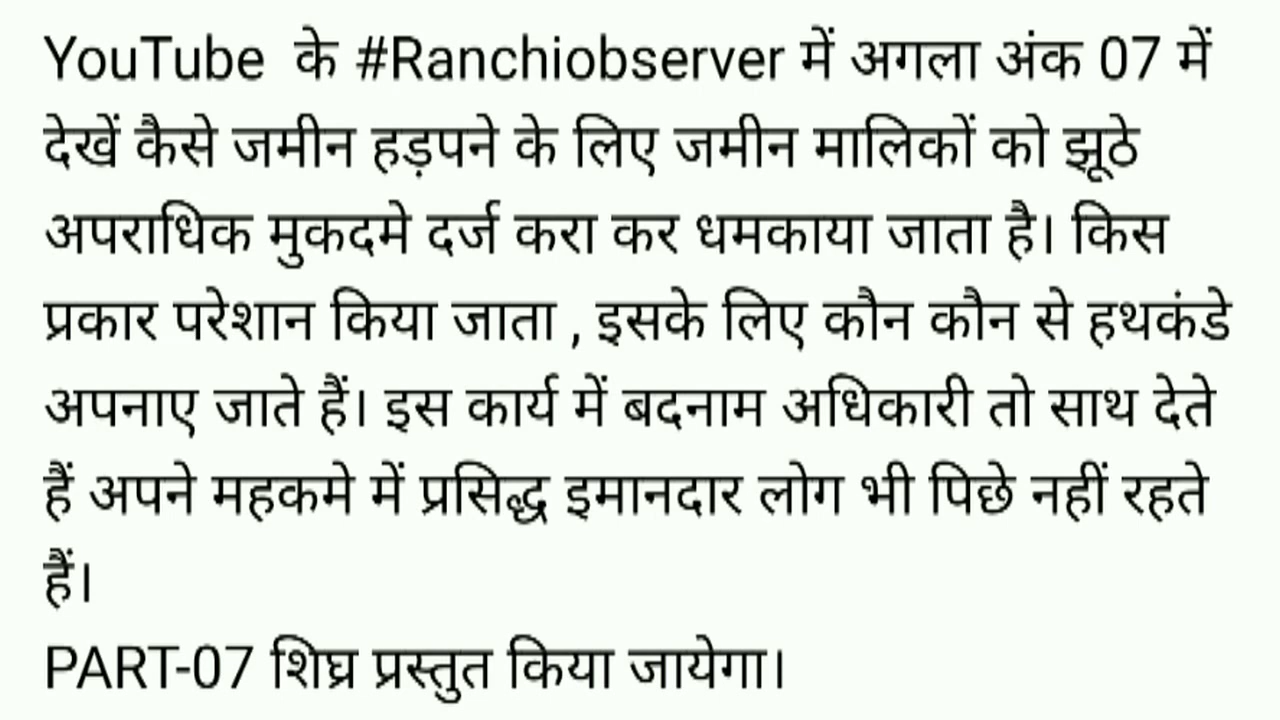 YouTube के #Ranchiobserver में अगला अंक 07 में
देखें कैसे जमीन हड़पने के लिए जमीन मालिकों को झूठे
अपराधिक मुकदमे दर्ज करा कर धमकाया जाता है। किस
प्रकार परेशान किया जाता , इसके लिए कौन कौन से हथकंडे
अपनाए जाते हैं। इस कार्य में बदनाम अधिकारी तो साथ देते
हैं अपने महकमे में प्रसिद्ध इमानदार लोग भी पिछे नहीं रहते
हैं।
PART-07 शिघ्र प्रस्तुत किया जायेगा।